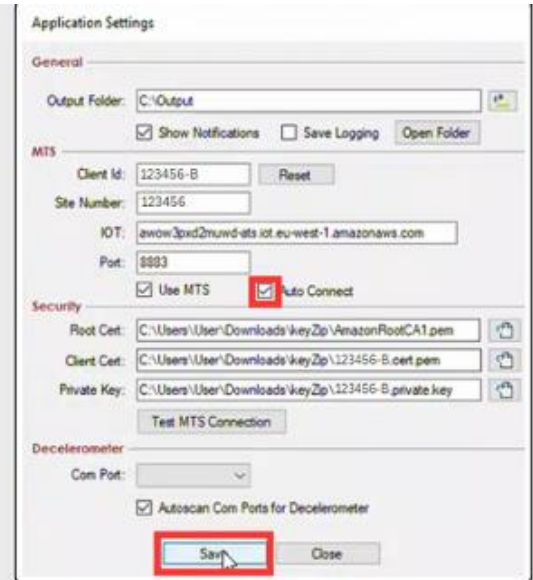 Application Settings
General
Output Folder: C:\Output
Show Notifications Save Logging Open Folder
MTS
Client Id: 123456-B Reset
Site Number: 123456
IOT: awow3pxd2muwd-ats.iot.eu-west-1.amazonaws.com
Port: 8883
Use MTS Auto Connect
Security
Root Cert: C:\Users\User\Downloads\keyZip\AmazonRootCA1.pem
Client Cert: C:\Users\User\Downloads\keyZip\123456-B.cert.pem
Private Key: C:\Users\User\Downloads\keyZip\123456-B.private.key
Test MTS Connection
Decelerometer
Com Port:
Autoscan Com Ports for Decelerometer
Save Close